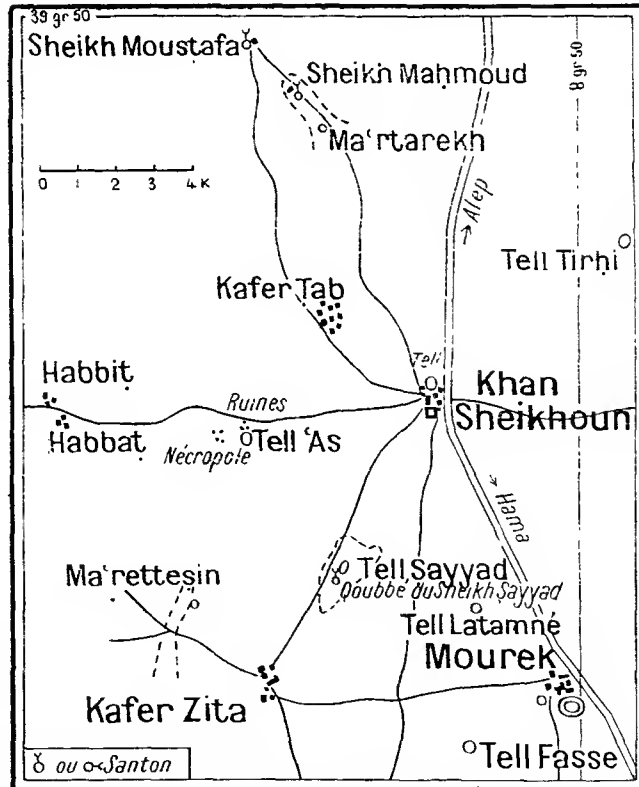 39 gr 50
Sheikh Moustafa
Sheikh Mahmoud
8 gr 50
Ma‘rtarekh
0 1 2 3 4 K
Alep
Tell Tirhi
Kafer Tab
Tell
Habbit
Khan
Ruines
Sheikhoun
Habbat
Tell ‘As
Nécropole
Hama
Ma‘rettesin
Tell Sayyad
Qoubbé du Sheikh Sayyad
Tell Latamné
Mourek
Kafer Zita
Tell Fasse
ou Santon